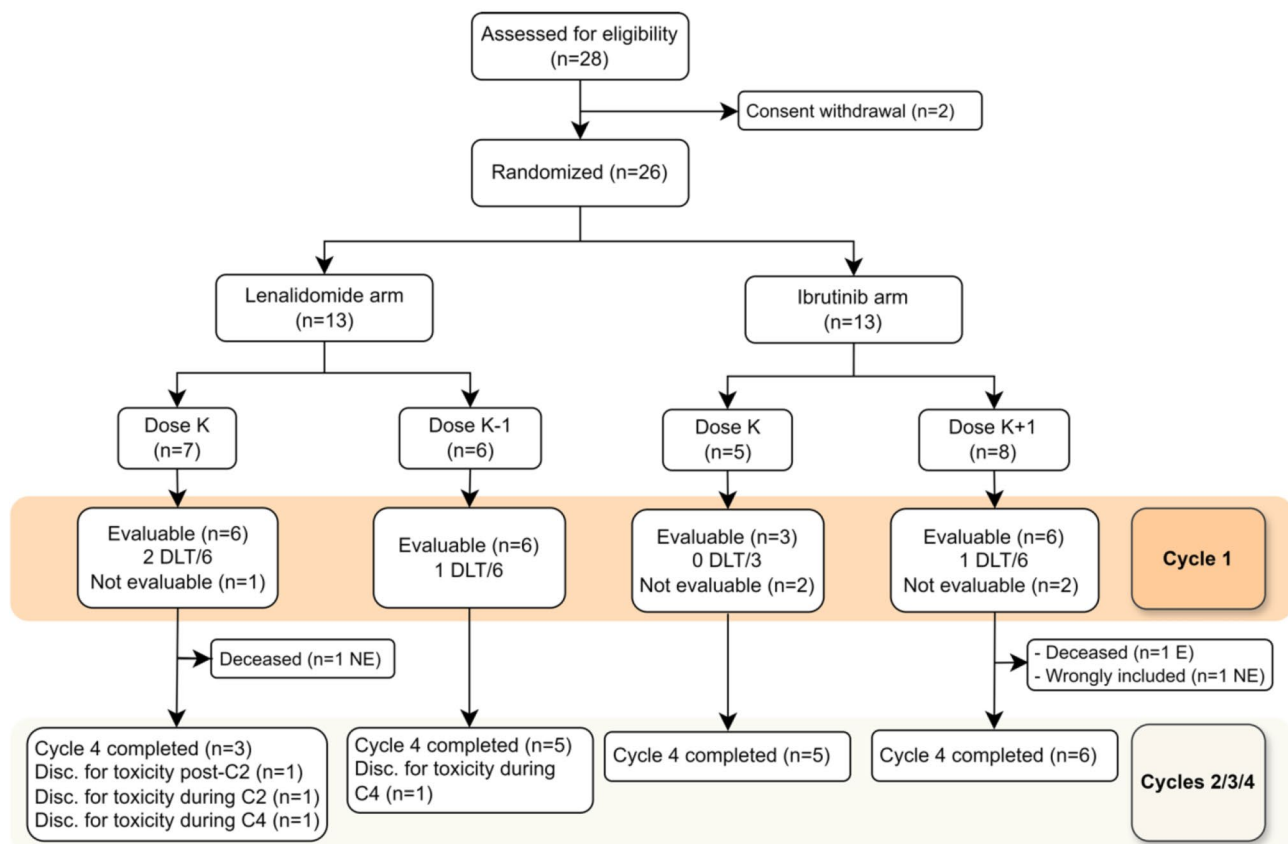 Assessed for eligibility
(n=28)
Consent withdrawal (n=2)
Randomized (n=26)
Lenalidomide arm
(n=13)
Ibrutinib arm
(n=13)
Dose K
(n=7)
Dose K-1
(n=6)
Dose K
(n=5)
Dose K+1
(n=8)
Evaluable (n=6)
2 DLT/6
Not evaluable (n=1)
Evaluable (n=6)
1 DLT/6
Evaluable (n=3)
0 DLT/3
Not evaluable (n=2)
Evaluable (n=6)
1 DLT/6
Not evaluable (n=2)
Cycle 1
Deceased (n=1 NE)
- Deceased (n=1 E)
- Wrongly included (n=1 NE)
Cycle 4 completed (n=3)
Disc. for toxicity post-C2 (n=1)
Disc. for toxicity during C2 (n=1)
Disc. for toxicity during C4 (n=1)
Cycle 4 completed (n=5)
Disc. for toxicity during
C4 (n=1)
Cycle 4 completed (n=5)
Cycle 4 completed (n=6)
Cycles 2/3/4